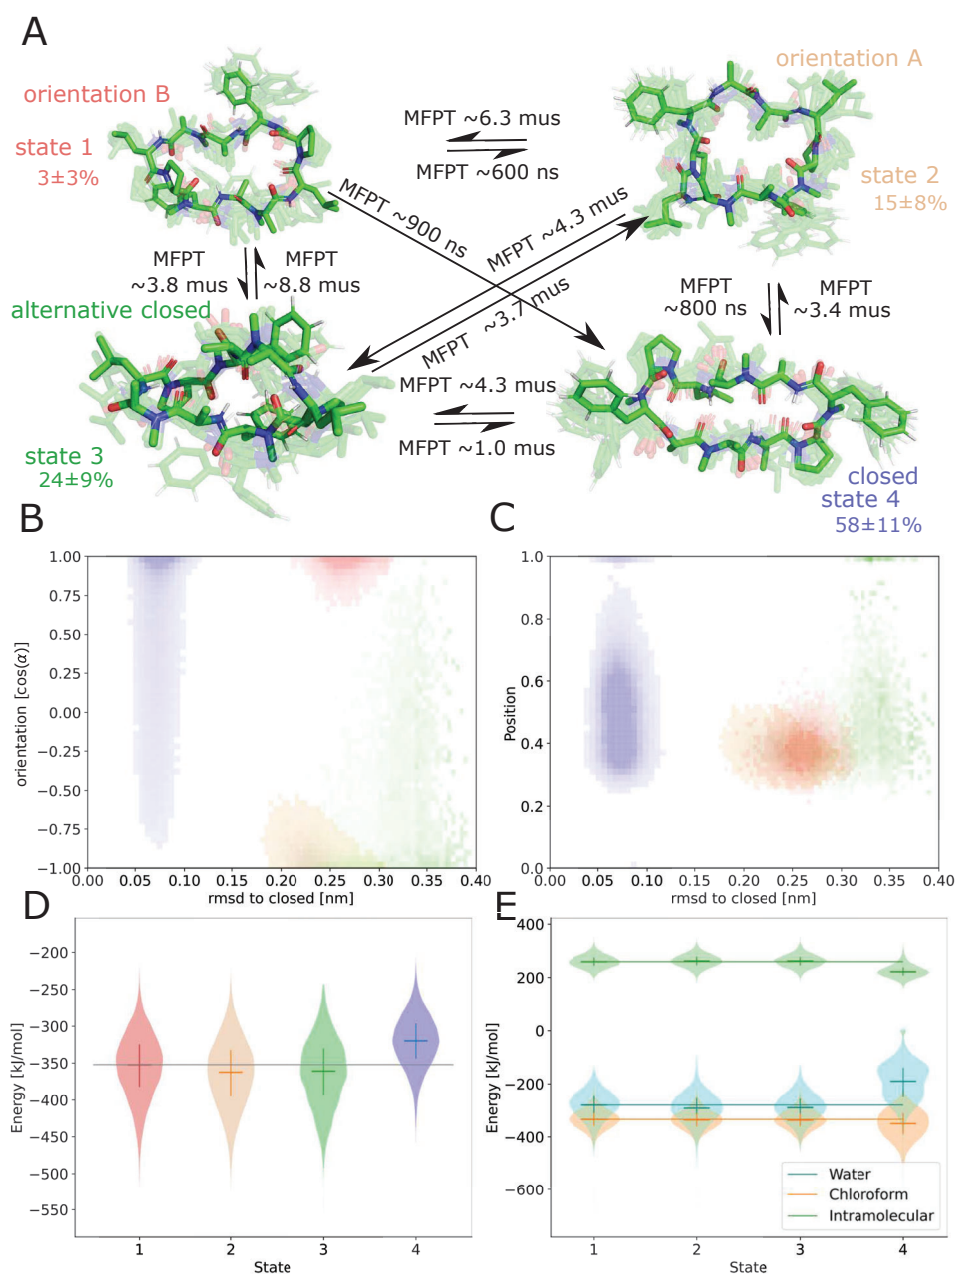 A
orientation B
state 1
3±3%
MFPT ~6.3 mus
MFPT ~600 ns
orientation A
state 2
15±8%
MFPT ~900 ns
MFPT ~4.3 mus
MFPT ~3.7 mus
MFPT
~3.8 mus
MFPT
~8.8 mus
MFPT
~800 ns
MFPT
~3.4 mus
alternative closed
state 3
24±9%
MFPT ~4.3 mus
MFPT ~1.0 mus
closed
state 4
58±11%
B
1.00
0.75
0.50
0.25
0.00
−0.25
−0.50
−0.75
−1.00
orientation [cos(α)]
0.00 0.05 0.10 0.15 0.20 0.25 0.30 0.35 0.40
rmsd to closed [nm]
C
1.0
0.8
0.6
0.4
0.2
0.0
Position
0.00 0.05 0.10 0.15 0.20 0.25 0.30 0.35 0.40
rmsd to closed [nm]
D
−200
−250
−300
−350
−400
−450
−500
−550
Energy [kJ/mol]
1 2 3 4
State
E
400
200
0
−200
−400
−600
Energy [kJ/mol]
Water
Chloroform
Intramolecular
1 2 3 4
State